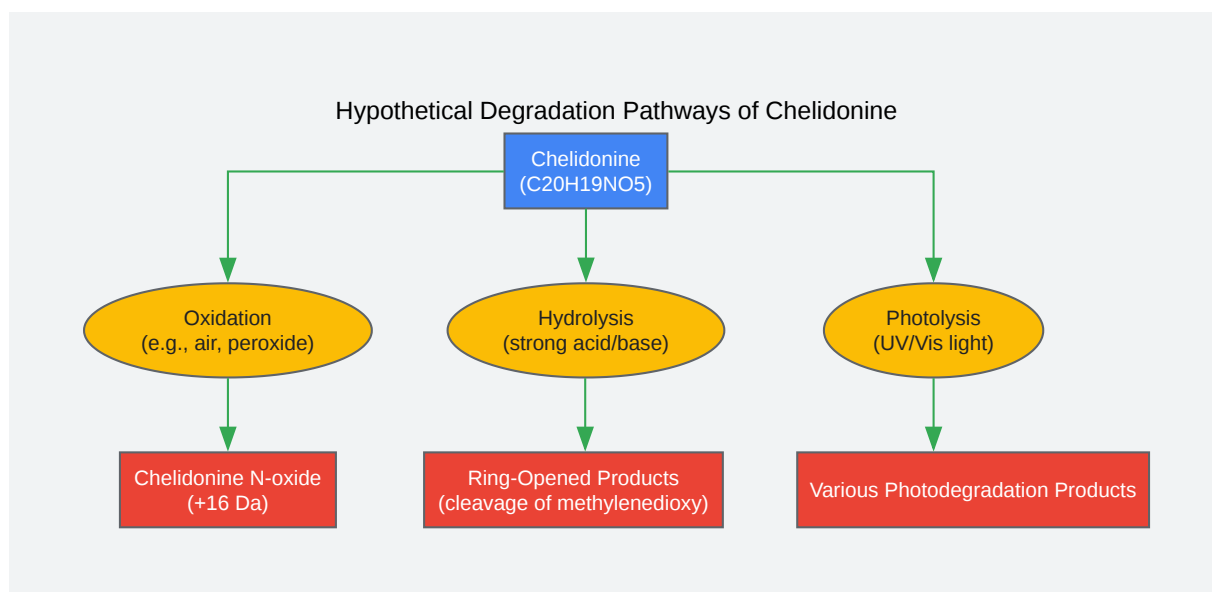 Hypothetical Degradation Pathways of Chelidonine
Chelidonine
(C20H19NO5)
Oxidation
(e.g., air, peroxide)
Hydrolysis
(strong acid/base)
Photolysis
(UV/Vis light)
Chelidonine N-oxide
(+16 Da)
Ring-Opened Products
(cleavage of methylenedioxy)
Various Photodegradation Products